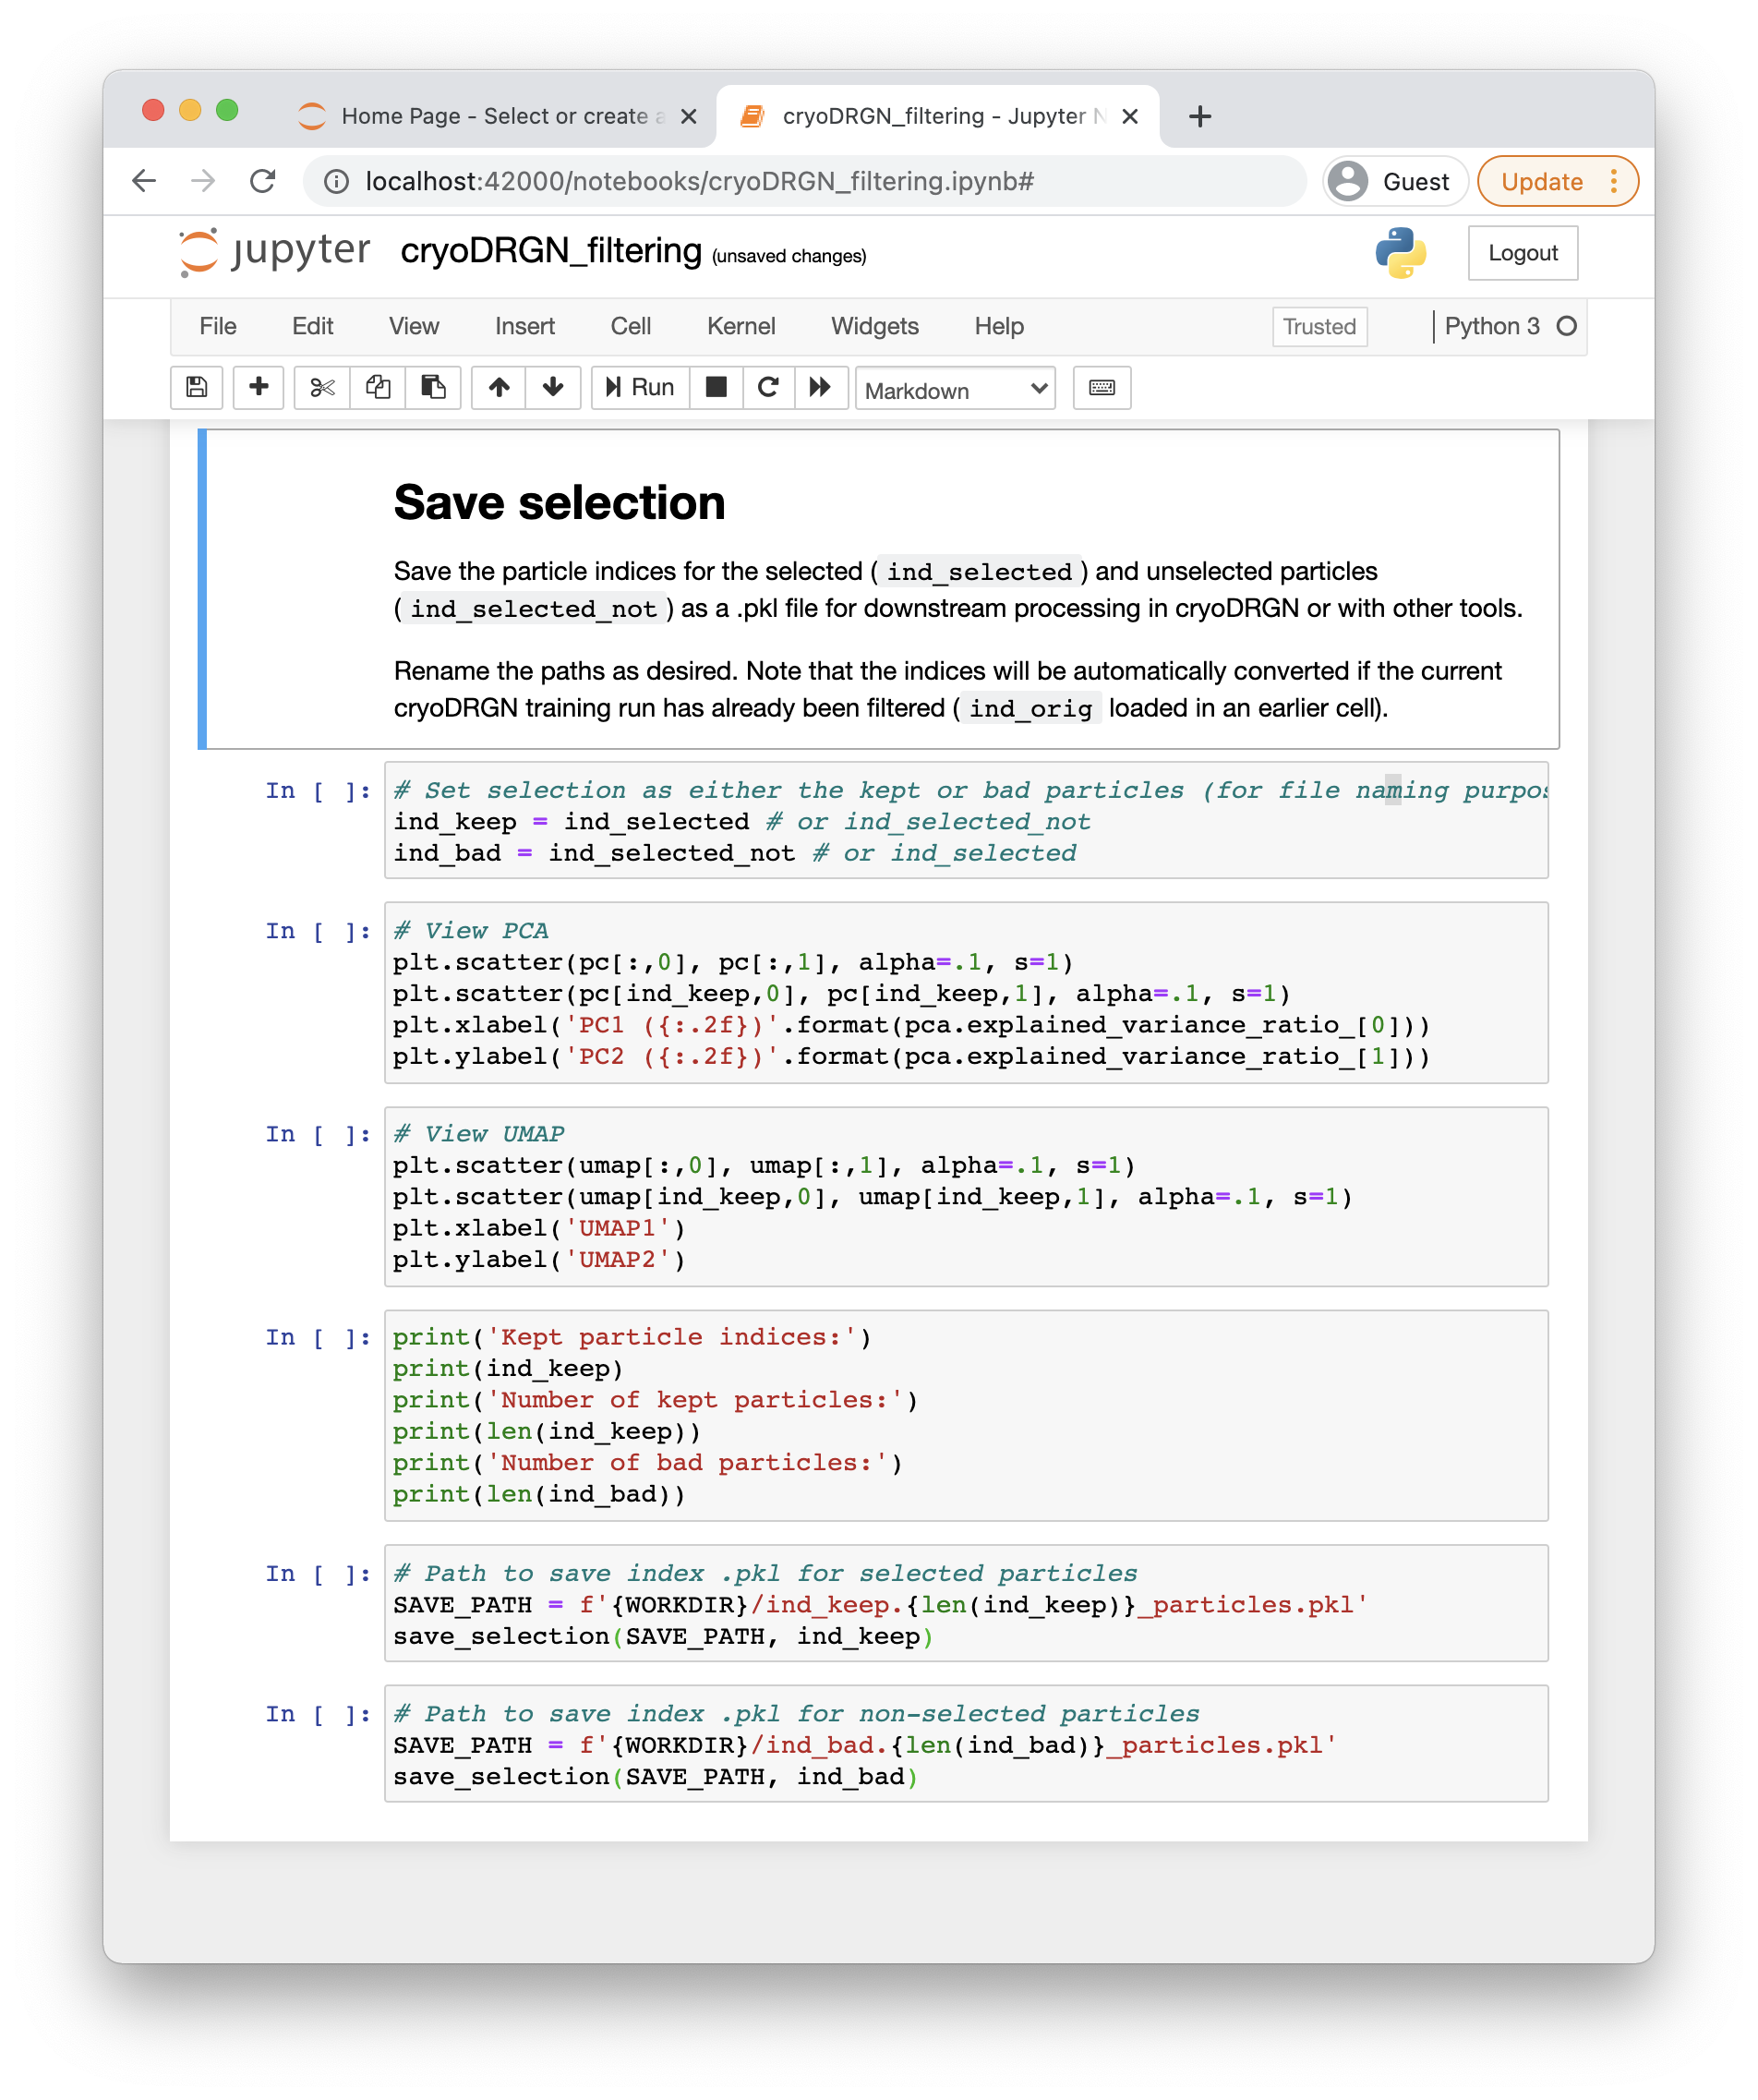 Home Page - Select or create a
cryoDRGN_filtering - Jupyter N
localhost:42000/notebooks/cryoDRGN_filtering.ipynb#
Guest
Update
jupyter cryoDRGN_filtering (unsaved changes)
Logout
File Edit View Insert Cell Kernel Widgets Help
Trusted
Python 3
Run
Markdown
Save selection
Save the particle indices for the selected ( ind_selected ) and unselected particles
( ind_selected_not ) as a .pkl file for downstream processing in cryoDRGN or with other tools.
Rename the paths as desired. Note that the indices will be automatically converted if the current
cryoDRGN training run has already been filtered ( ind_orig loaded in an earlier cell).
In [ ]: # Set selection as either the kept or bad particles (for file naming purpos
ind_keep = ind_selected # or ind_selected_not
ind_bad = ind_selected_not # or ind_selected
In [ ]: # View PCA
plt.scatter(pc[:,0], pc[:,1], alpha=.1, s=1)
plt.scatter(pc[ind_keep,0], pc[ind_keep,1], alpha=.1, s=1)
plt.xlabel('PC1 ({:.2f})'.format(pca.explained_variance_ratio_[0]))
plt.ylabel('PC2 ({:.2f})'.format(pca.explained_variance_ratio_[1]))
In [ ]: # View UMAP
plt.scatter(umap[:,0], umap[:,1], alpha=.1, s=1)
plt.scatter(umap[ind_keep,0], umap[ind_keep,1], alpha=.1, s=1)
plt.xlabel('UMAP1')
plt.ylabel('UMAP2')
In [ ]: print('Kept particle indices:')
print(ind_keep)
print('Number of kept particles:')
print(len(ind_keep))
print('Number of bad particles:')
print(len(ind_bad))
In [ ]: # Path to save index .pkl for selected particles
SAVE_PATH = f'{WORKDIR}/ind_keep.{len(ind_keep)}_particles.pkl'
save_selection(SAVE_PATH, ind_keep)
In [ ]: # Path to save index .pkl for non-selected particles
SAVE_PATH = f'{WORKDIR}/ind_bad.{len(ind_bad)}_particles.pkl'
save_selection(SAVE_PATH, ind_bad)